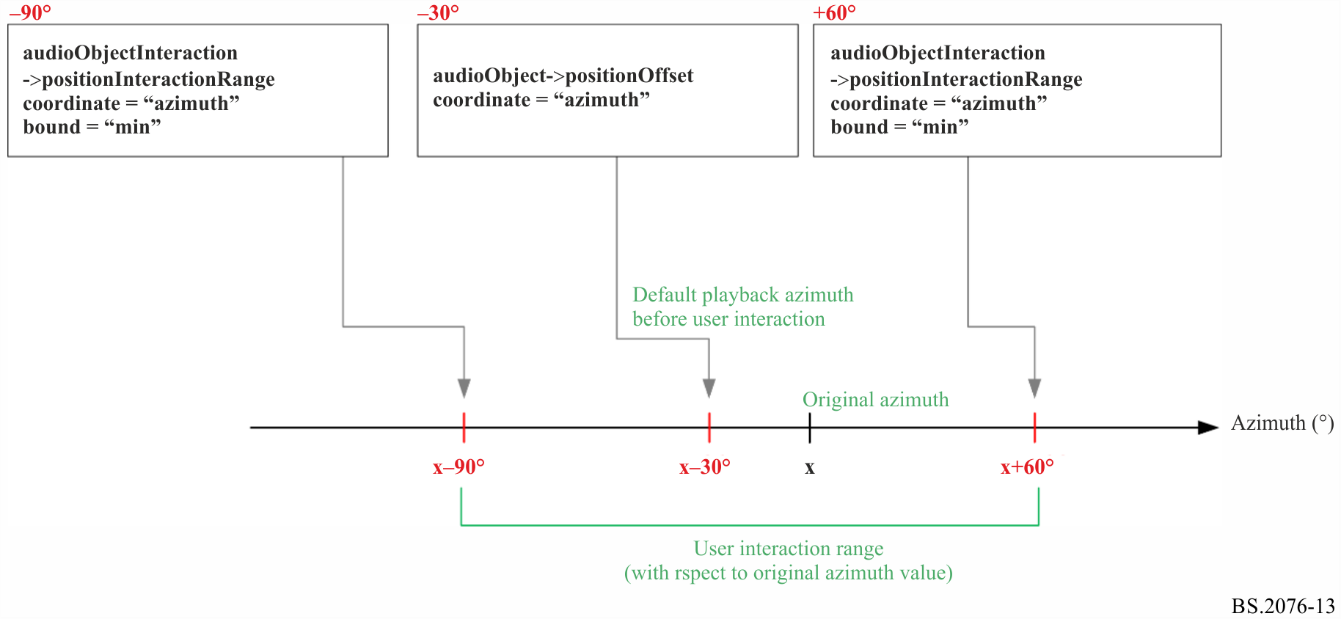 –90°
audioObjectInteraction
->positionInteractionRange
coordinate = “azimuth”
bound = “min”
–30°
audioObject->positionOffset
coordinate = “azimuth”
+60°
audioObjectInteraction
->positionInteractionRange
coordinate = “azimuth”
bound = “min”
Default playback azimuth
before user interaction
Original azimuth
Azimuth (°)
x–90°
x–30°
x
x+60°
User interaction range
(with rspect to original azimuth value)
BS.2076-13